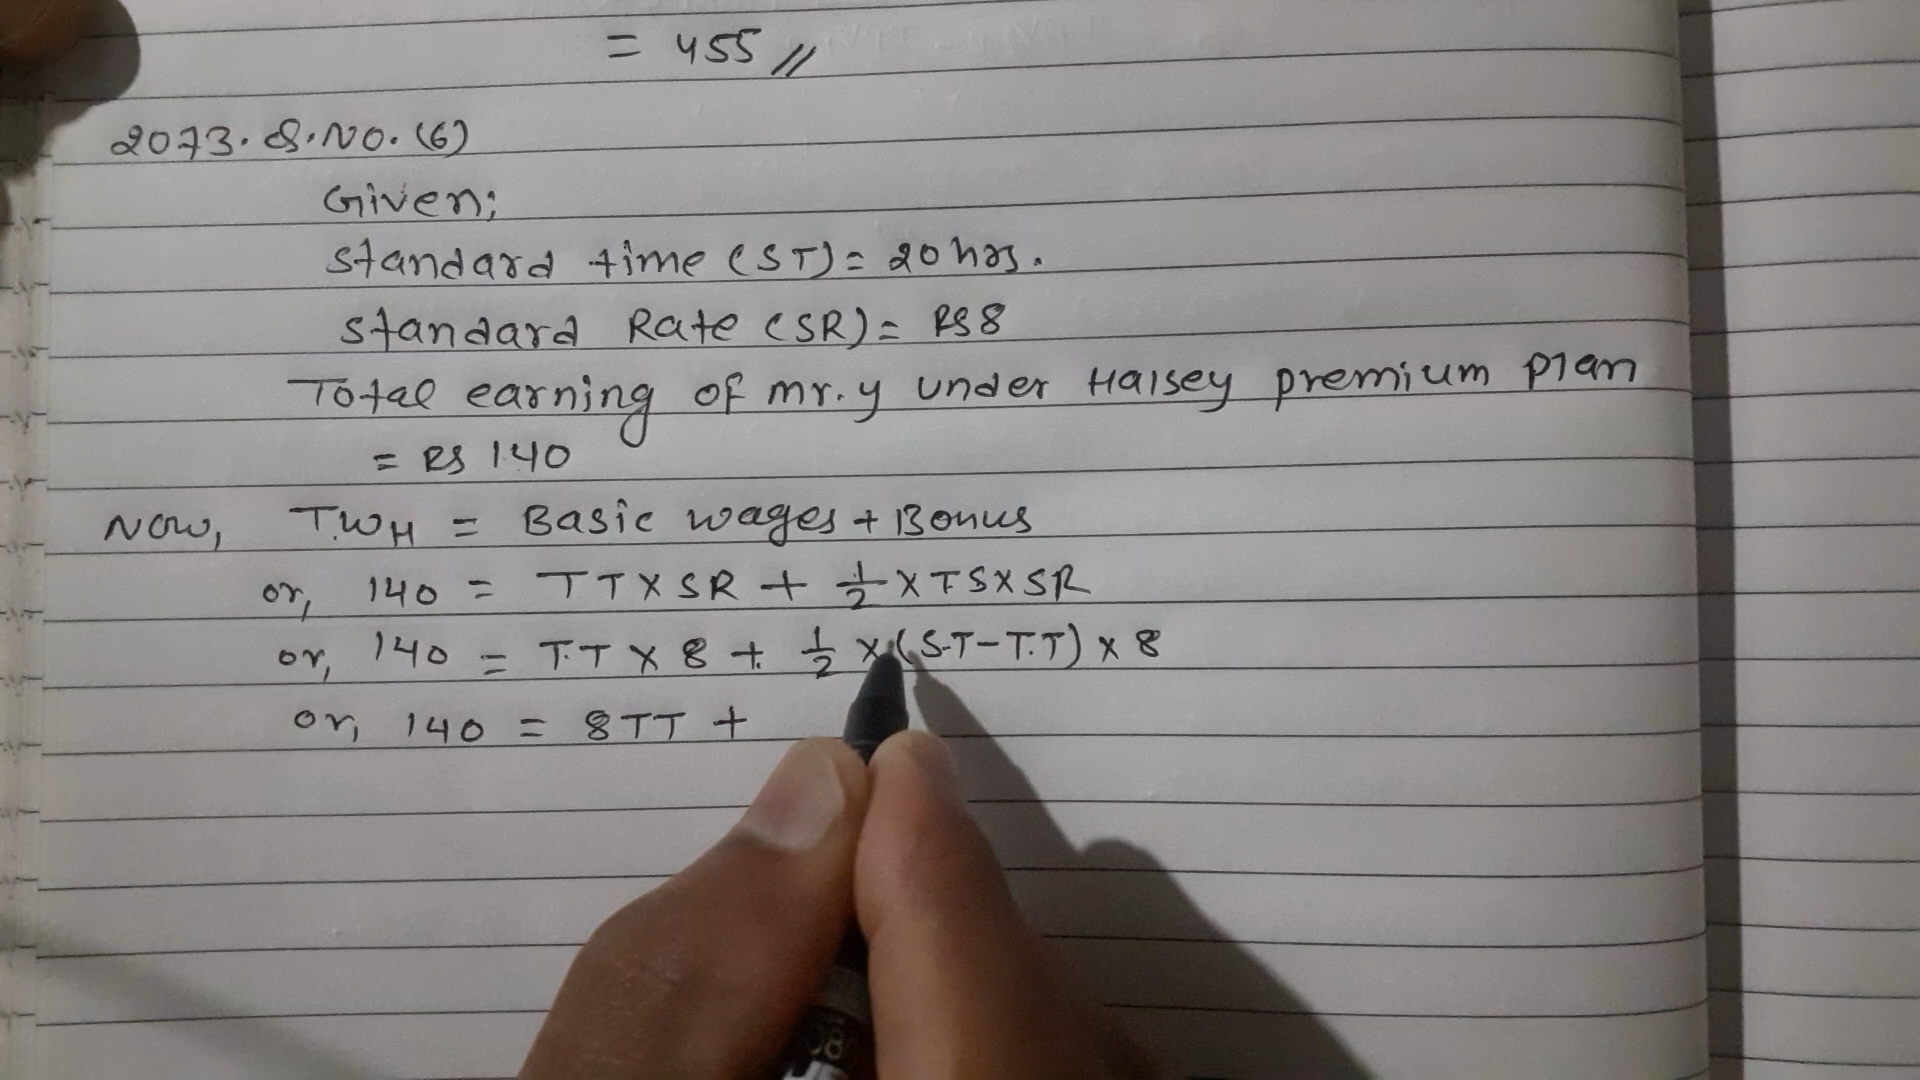 = 455 //
2073. Q.NO. (6)
Given;
standard time (ST) = 20 hrs.
standard Rate (SR) = RS 8
Total earning of mr. y under Halsey premium plan
= RS 140
NOW, T.WH = Basic wages + Bonus
or, 140 = TT X SR + 1/2 X T.S X SR
or, 140 = T.T X 8 + 1/2 X (S.T - T.T) X 8
or, 140 = 8TT +